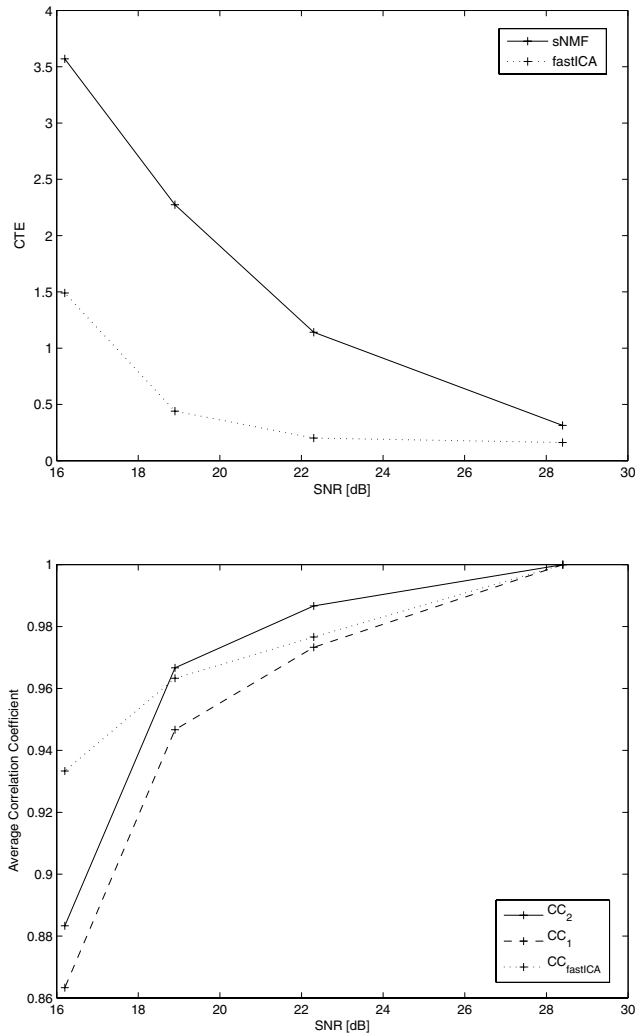 4
3.5
3
2.5
2
1.5
1
0.5
0
CTE
sNMF
fastICA
16 18 20 22 24 26 28 30
SNR [dB]
1
0.98
0.96
0.94
0.92
0.9
0.88
0.86
Average Correlation Coefficient
CC2
CC1
CCfastICA
16 18 20 22 24 26 28 30
SNR [dB]